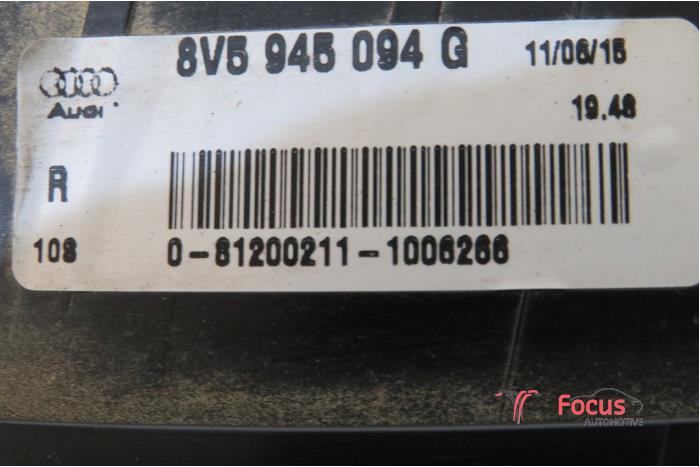 8V5 945 094 G 11/06/15
19.48
Audi
R
108 0-81200211-1006266
Focus
AUTOMOTIVE